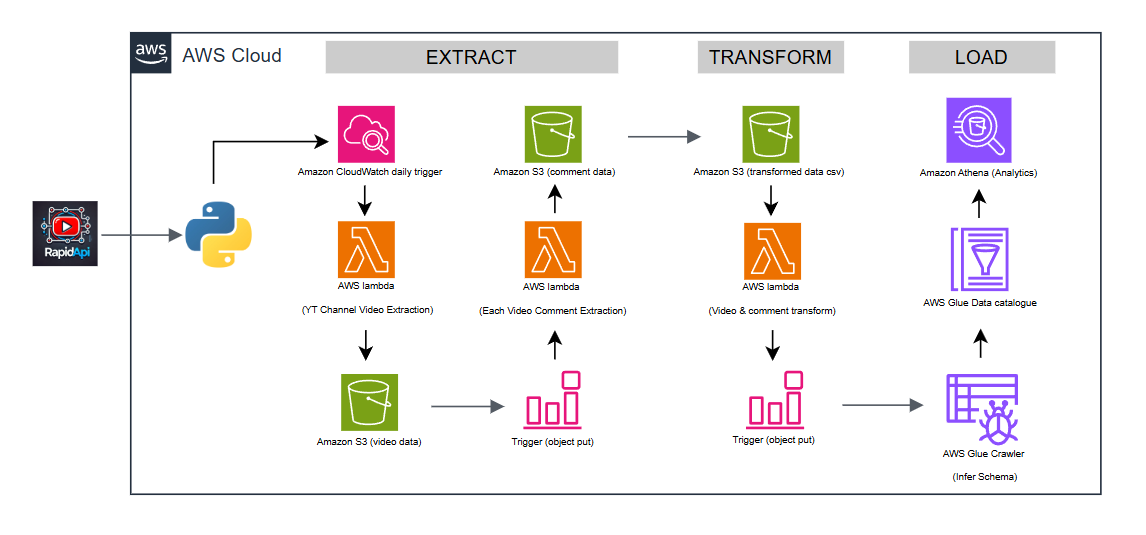 aws
AWS Cloud
EXTRACT
TRANSFORM
LOAD
RapidApi
Amazon CloudWatch daily trigger
AWS lambda
(YT Channel Video Extraction)
Amazon S3 (video data)
Trigger (object put)
AWS lambda
(Each Video Comment Extraction)
Amazon S3 (comment data)
Amazon S3 (transformed data csv)
AWS lambda
(Video & comment transform)
Trigger (object put)
AWS Glue Crawler
(Infer Schema)
AWS Glue Data catalogue
Amazon Athena (Analytics)